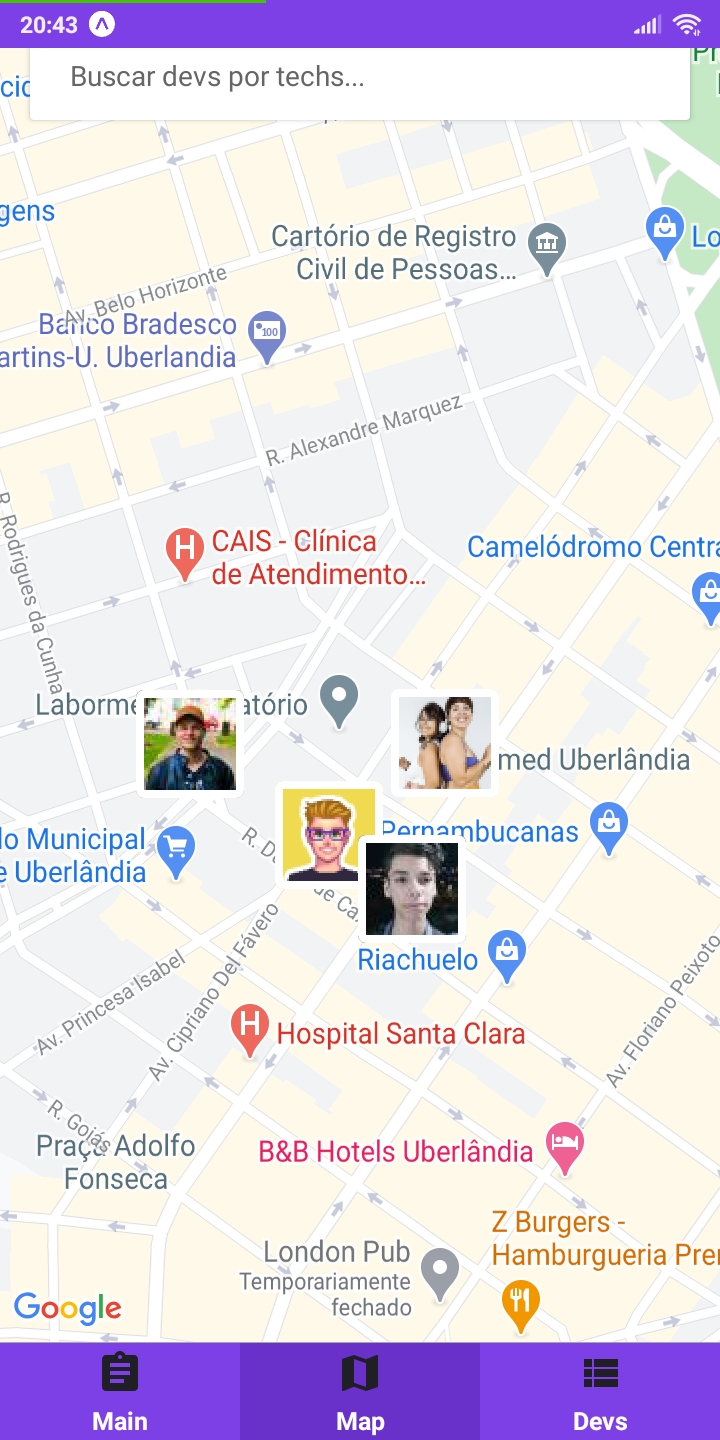 20:43
Buscar devs por techs...
gens
Cartório de Registro
Civil de Pessoas...
Lo
Av. Belo Horizonte
Banco Bradesco
artins-U. Uberlandia
100
R. Alexandre Marquez
R. Rodrigues da Cunha
H
CAIS - Clínica
de Atendimento...
Camelódromo Centra
Laborme
atório
med Uberlândia
Pernambucanas
lo Municipal
e Uberlândia
R. Du
de Ca
Riachuelo
Av. Princesa Isabel
Av. Cipriano Del Fávero
Av. Floriano Peixoto
H
Hospital Santa Clara
R. Goiás
Praça Adolfo
Fonseca
B&B Hotels Uberlândia
Z Burgers -
Hamburgueria Prer
London Pub
Temporariamente
fechado
Google
Main
Map
Devs